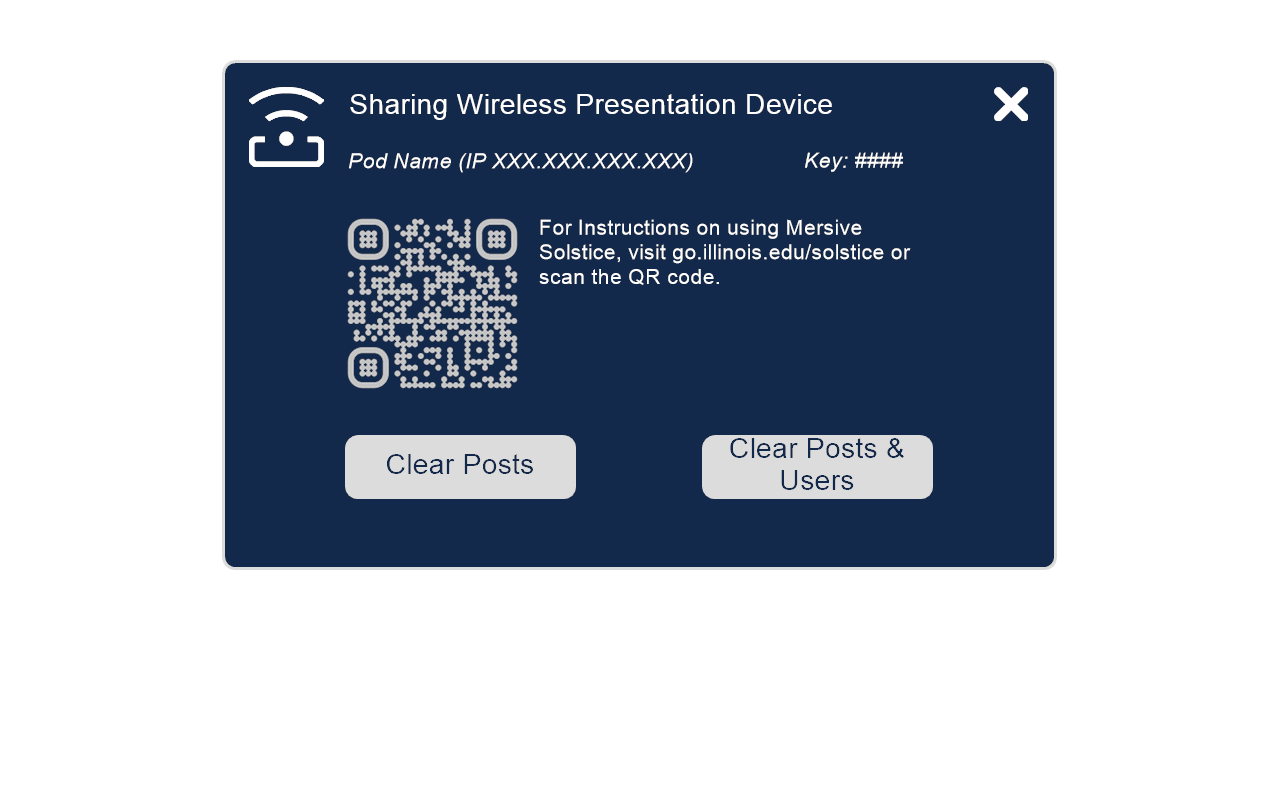 Sharing Wireless Presentation Device
Pod Name (IP XXX.XXX.XXX.XXX) Key: ####
For Instructions on using Mersive
Solstice, visit go.illinois.edu/solstice or
scan the QR code.
Clear Posts
Clear Posts &
Users